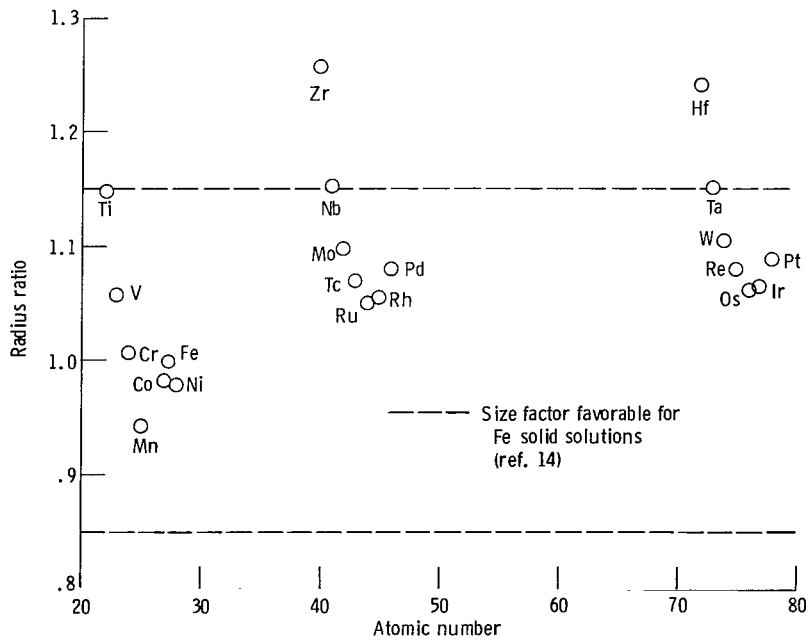 1.3
Zr
Hf
1.2
Ti
Nb
Ta
Mo
W
1.1
Pd
Pt
Tc
Re
V
Ru
Rh
Os
Ir
Radius ratio
1.0
Cr
Fe
Co
Ni
Mn
Size factor favorable for
Fe solid solutions
(ref. 14)
.9
.8
20
30
40
50
60
70
80
Atomic number